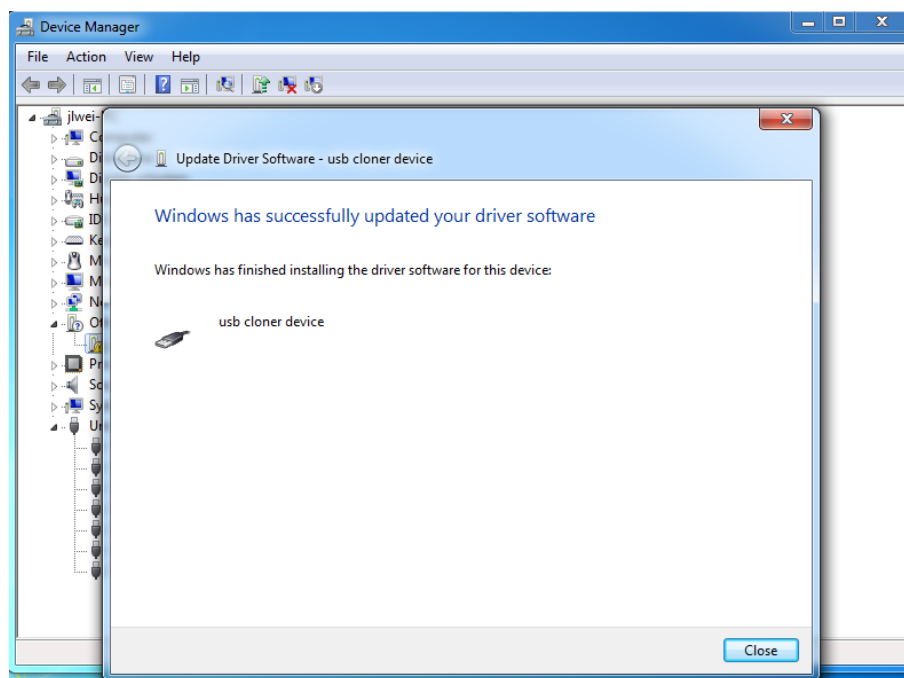 Device Manager
File Action View Help
jlwei-
Update Driver Software - usb cloner device
Windows has successfully updated your driver software
Windows has finished installing the driver software for this device:
usb cloner device
Close